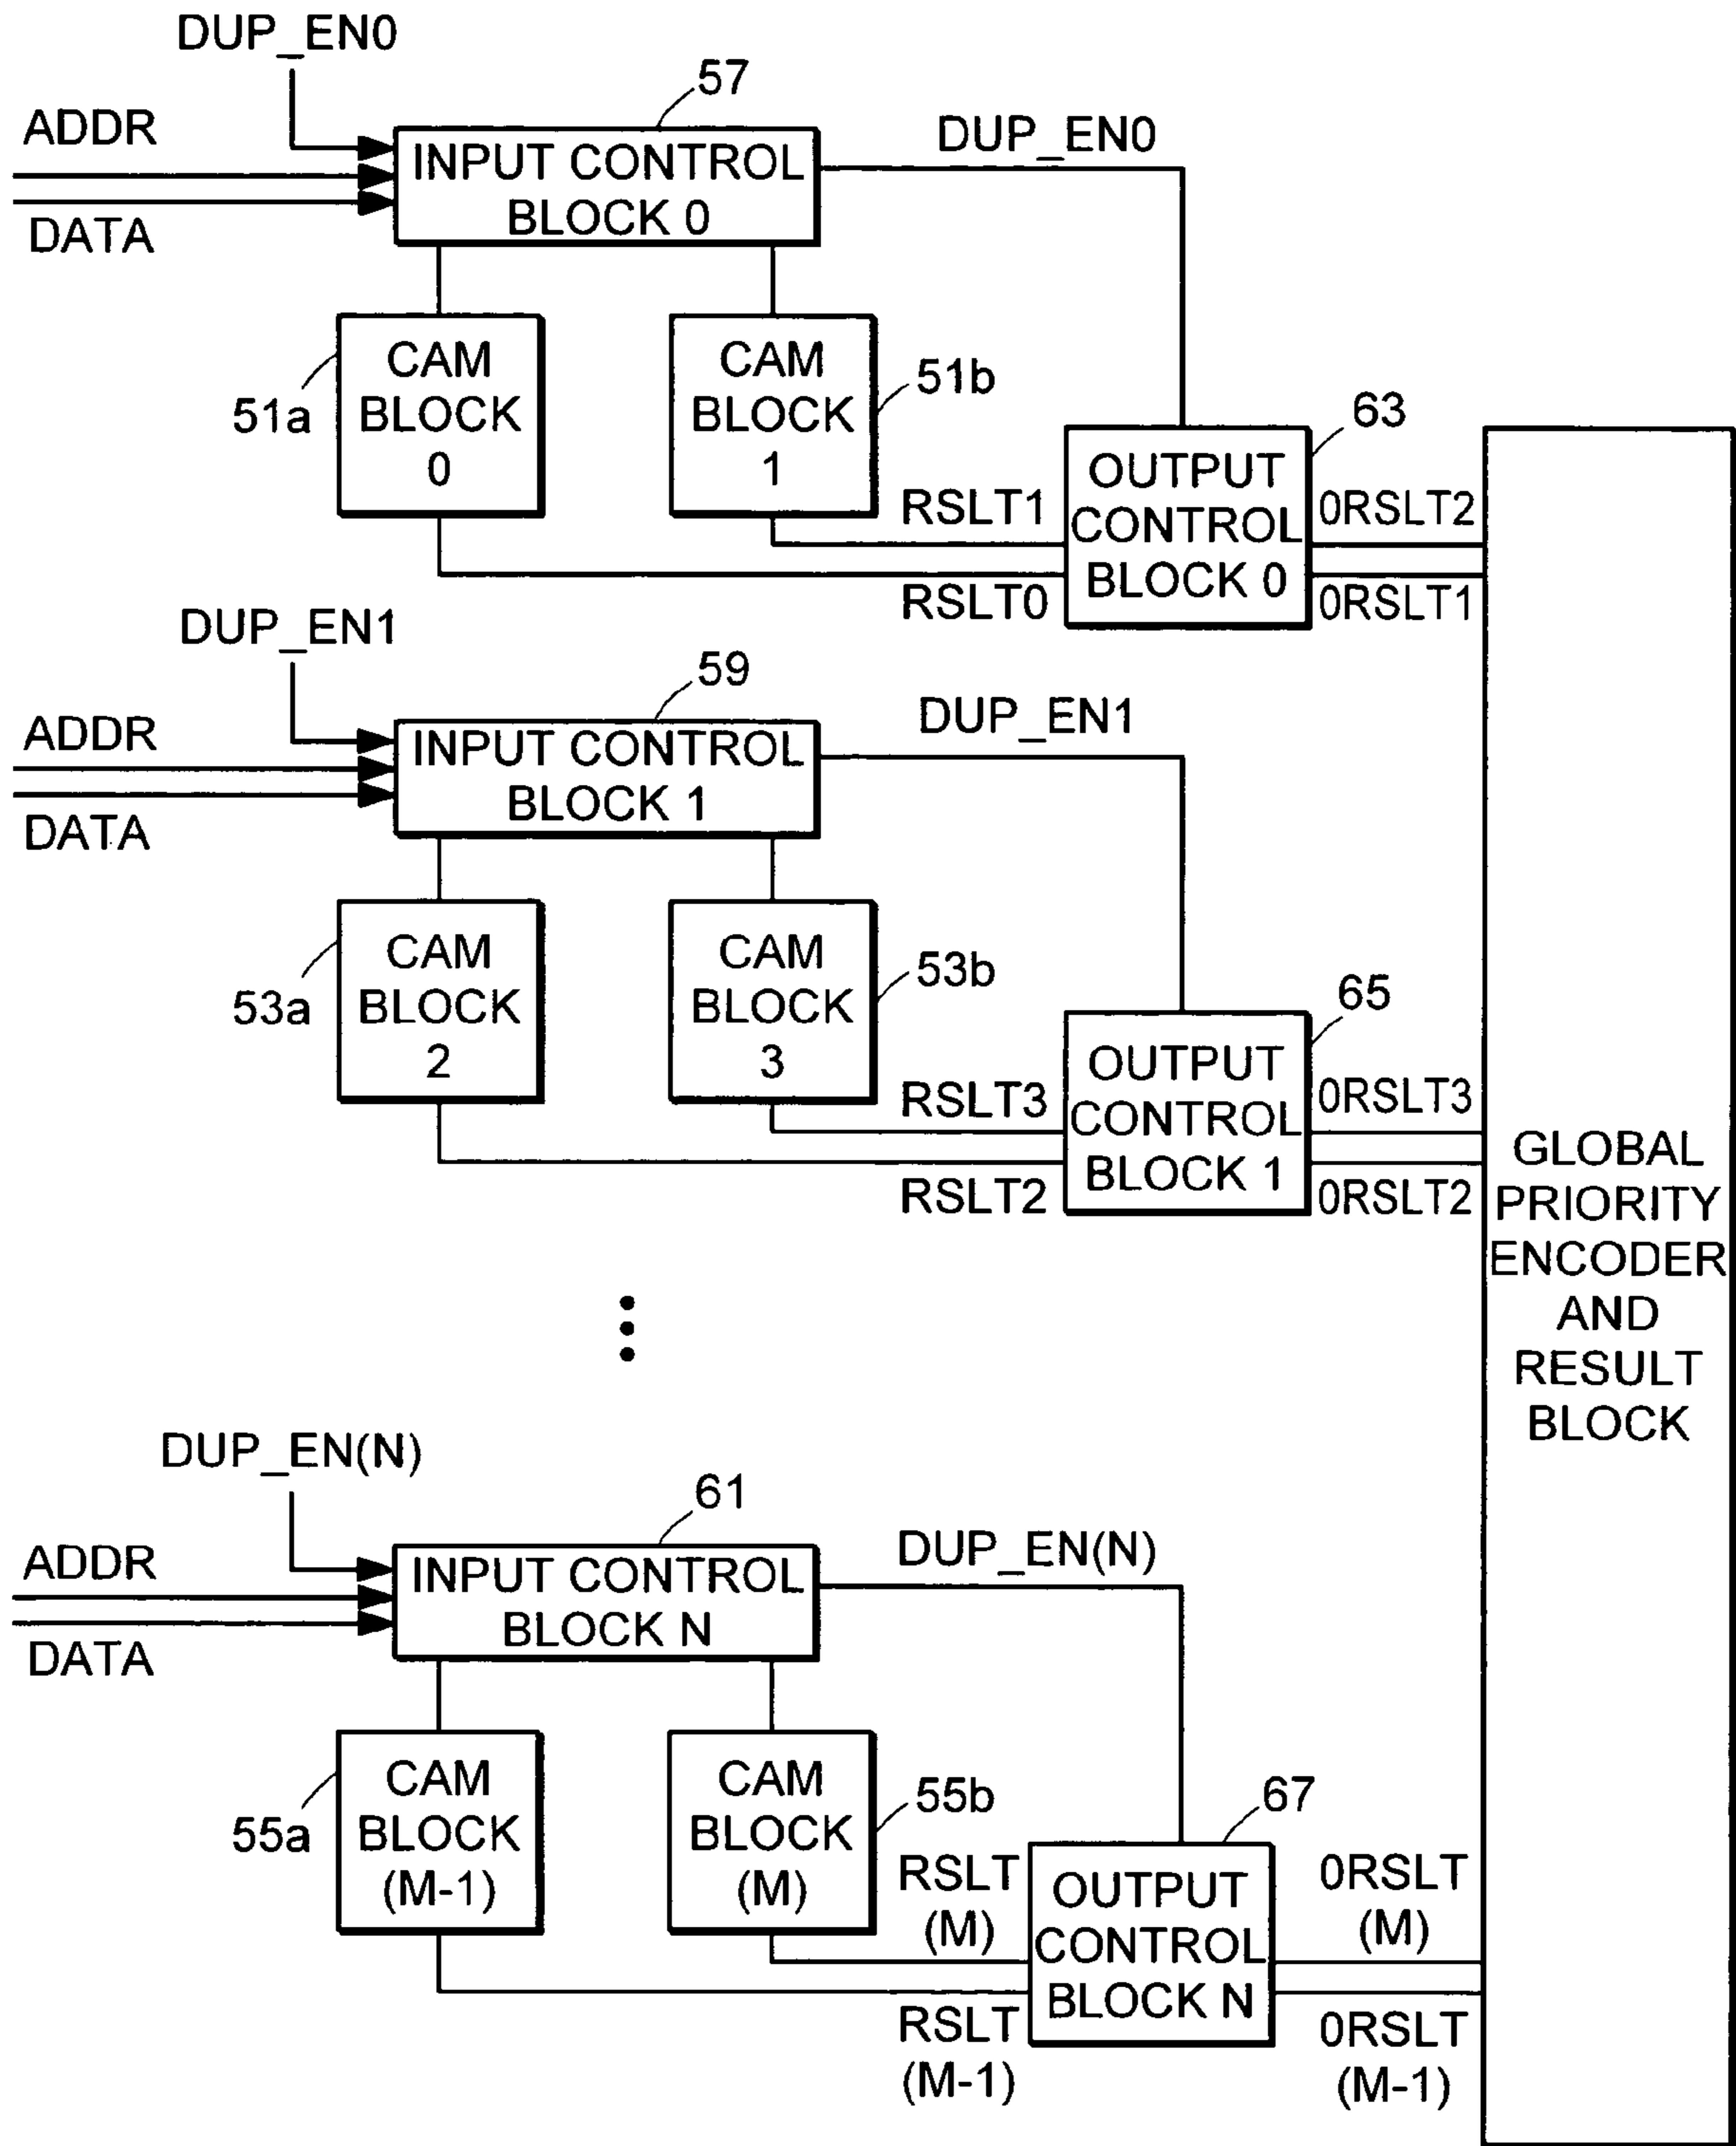 DUP_EN0
57
ADDR
DUP_EN0
INPUT CONTROL
BLOCK 0
DATA
CAM
BLOCK
0
51a
CAM
BLOCK
1
51b
63
OUTPUT
CONTROL
BLOCK 0
RSLT1
RSLT0
0RSLT2
0RSLT1
DUP_EN1
59
ADDR
DUP_EN1
INPUT CONTROL
BLOCK 1
DATA
CAM
BLOCK
2
53a
CAM
BLOCK
3
53b
65
OUTPUT
CONTROL
BLOCK 1
RSLT3
RSLT2
0RSLT3
0RSLT2
GLOBAL
PRIORITY
ENCODER
AND
RESULT
BLOCK
DUP_EN(N)
61
ADDR
DUP_EN(N)
INPUT CONTROL
BLOCK N
DATA
CAM
BLOCK
(M-1)
55a
CAM
BLOCK
(M)
55b
67
OUTPUT
CONTROL
BLOCK N
RSLT
(M)
RSLT
(M-1)
0RSLT
(M)
0RSLT
(M-1)